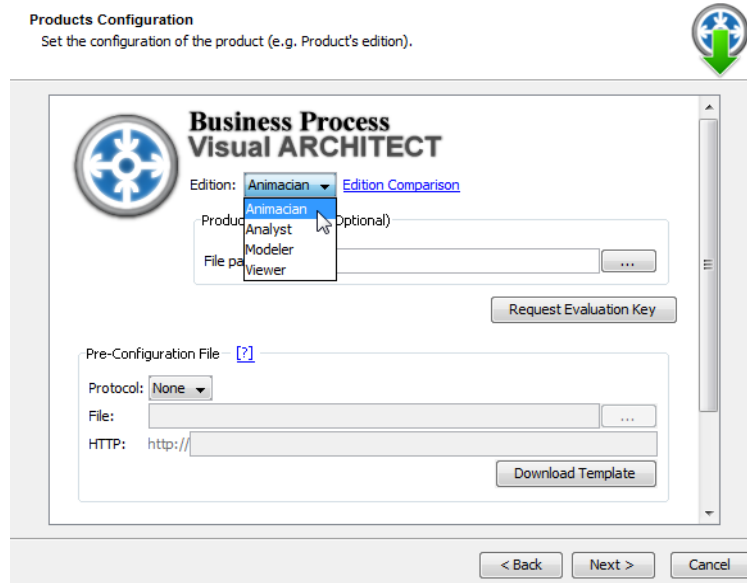 Products Configuration
Set the configuration of the product (e.g. Product's edition).
Business Process
Visual ARCHITECT
Edition: Animacian Edition Comparison
Animacian
Analyst
Modeler
Viewer
Produc Optional)
File pa ...
Request Evaluation Key
Pre-Configuration File [?]
Protocol: None
File: ...
HTTP: http://
Download Template
< Back Next > Cancel